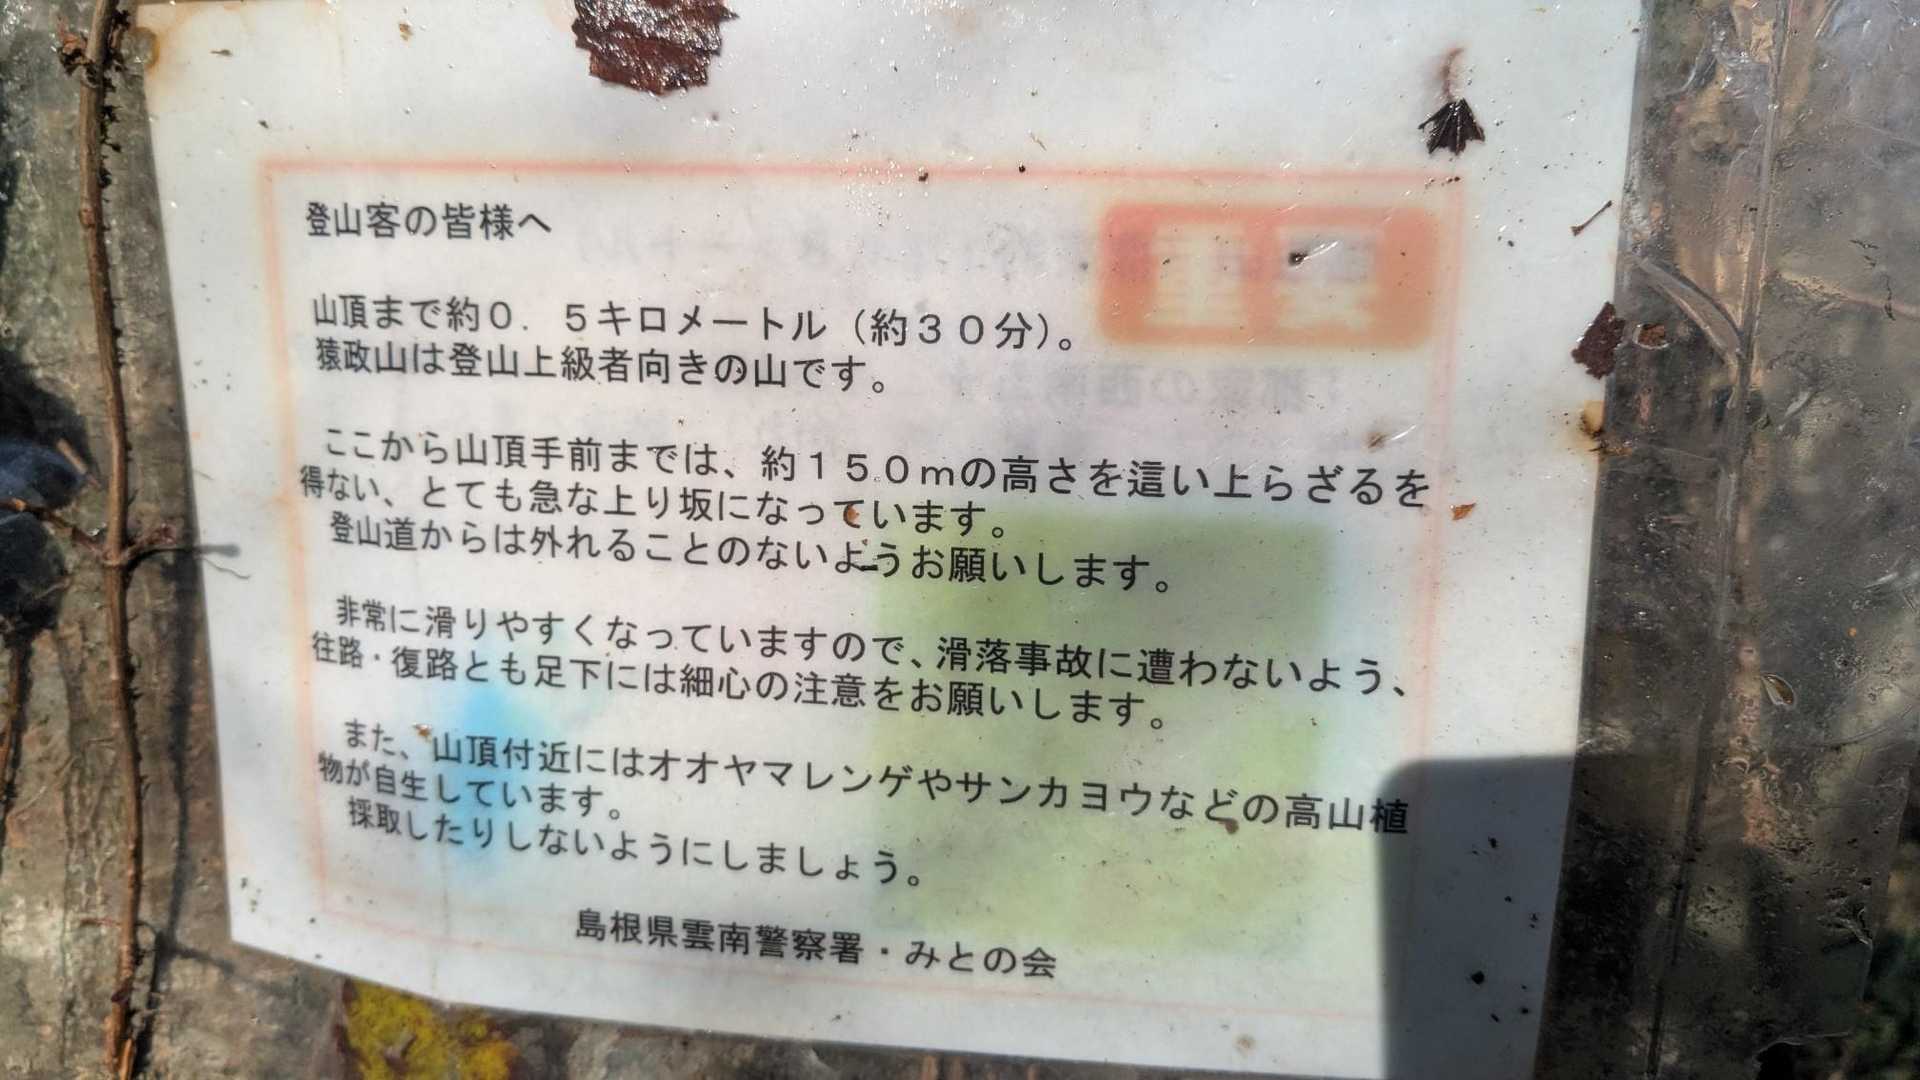 登山客の皆様へ
山頂まで約０．５キロメートル（約３０分）。
猿政山は登山上級者向きの山です。
ここから山頂手前までは、約１５０ｍの高さを這い上らざるを
得ない、とても急な上り坂になっています。
登山道からは外れることのないようお願いします。
非常に滑りやすくなっていますので、滑落事故に遭わないよう、
往路・復路とも足下には細心の注意をお願いします。
また、山頂付近にはオオヤマレンゲやサンカヨウなどの高山植
物が自生しています。
採取したりしないようにしましょう。
島根県雲南警察署・みとの会